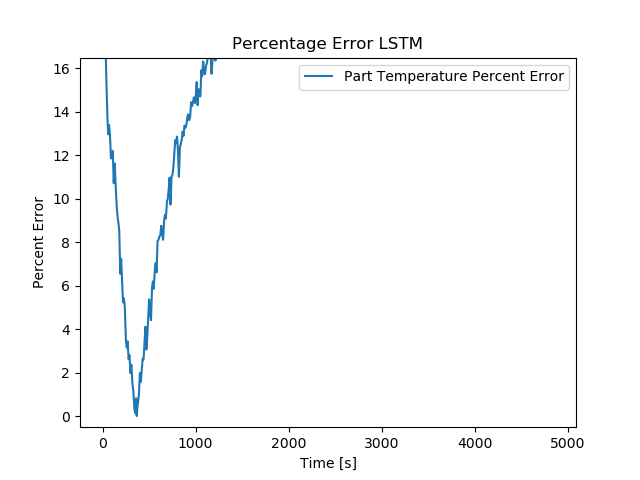 Percentage Error LSTM
Part Temperature Percent Error
Percent Error
16
14
12
10
8
6
4
2
0
0 1000 2000 3000 4000 5000
Time [s]